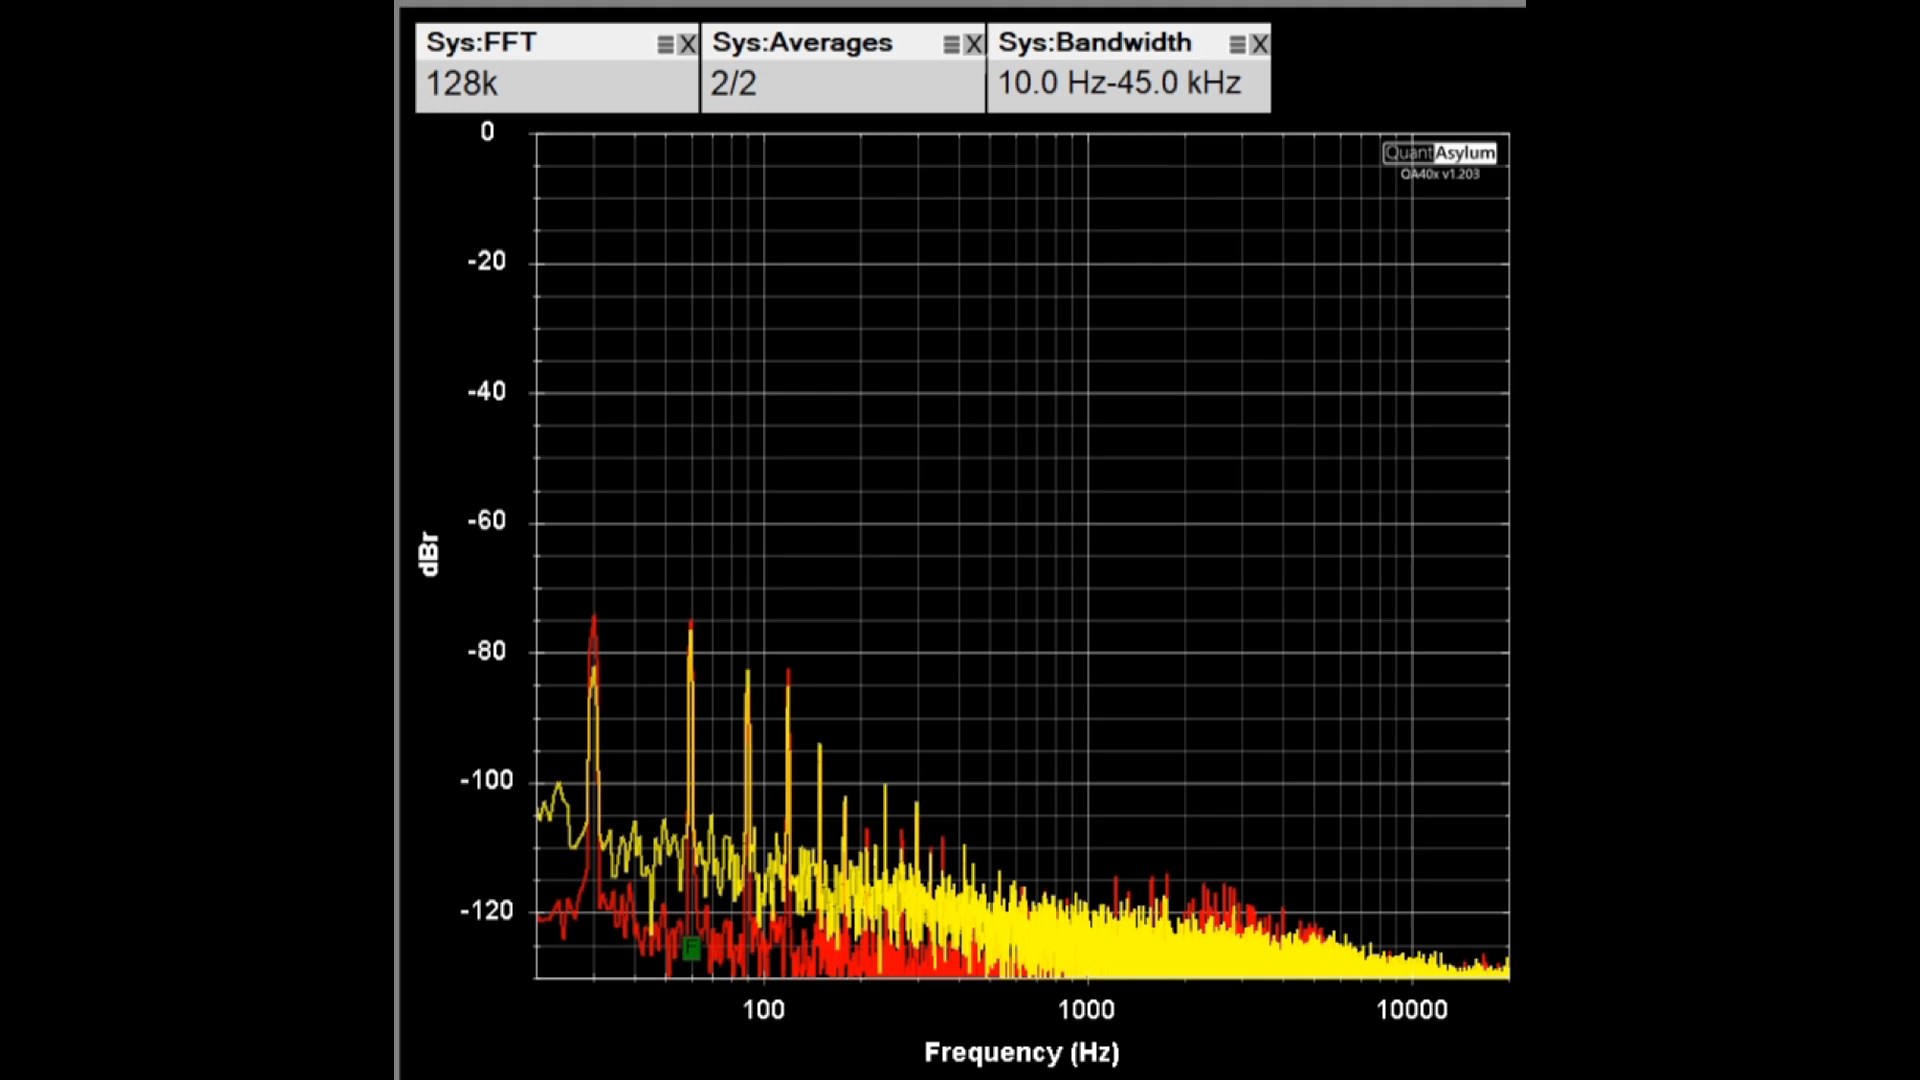 Sys:FFT
X
Sys:Averages
X
Sys:Bandwidth
X
128k
2/2
10.0 Hz-45.0 kHz
QuantAsylum
QA40x v1.203
0
-20
-40
-60
-80
-100
-120
dBr
F
100
1000
10000
Frequency (Hz)